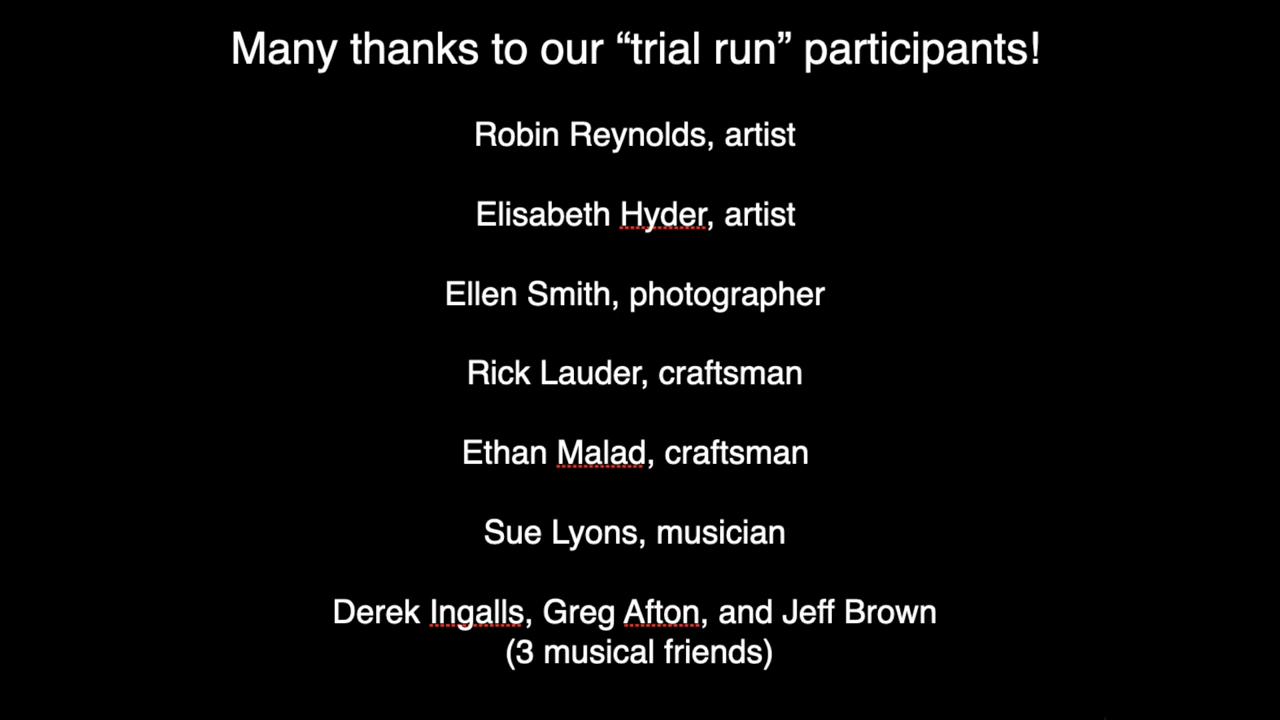 Many thanks to our “trial run” participants!
Robin Reynolds, artist
Elisabeth Hyder, artist
Ellen Smith, photographer
Rick Lauder, craftsman
Ethan Malad, craftsman
Sue Lyons, musician
Derek Ingalls, Greg Afton, and Jeff Brown
(3 musical friends)